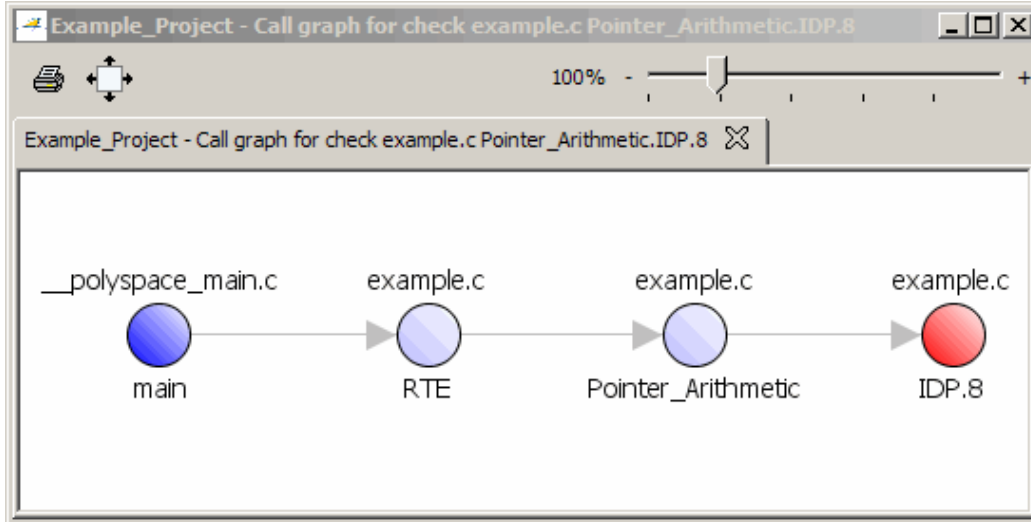 Example_Project - Call graph for check example.c Pointer_Arithmetic.IDP.8
100% - +
Example_Project - Call graph for check example.c Pointer_Arithmetic.IDP.8
__polyspace_main.c example.c example.c example.c
main RTE Pointer_Arithmetic IDP.8